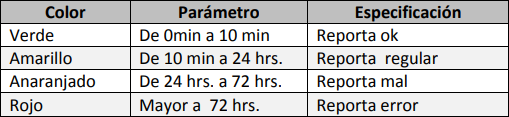 Color Parámetro Especificación
Verde De 0min a 10 min Reporta ok
Amarillo De 10 min a 24 hrs. Reporta regular
Anaranjado De 24 hrs. a 72 hrs. Reporta mal
Rojo Mayor a 72 hrs. Reporta error